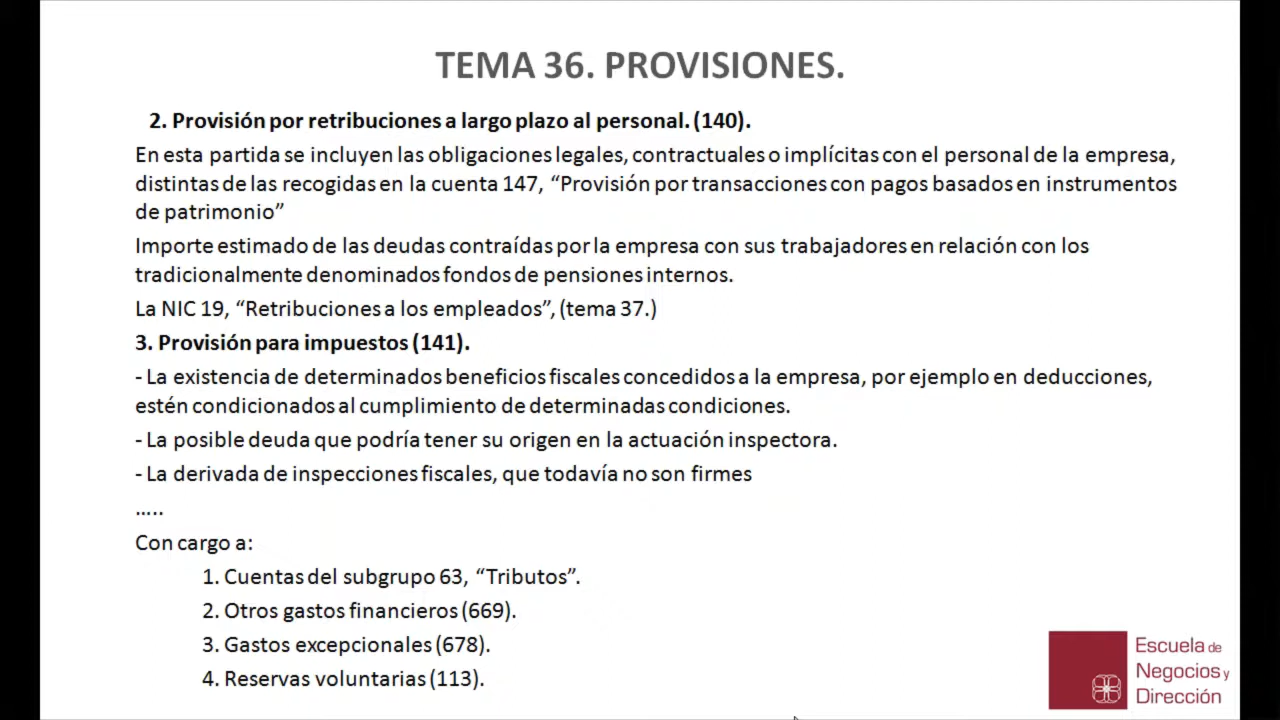 TEMA 36. PROVISIONES.
2. Provisión por retribuciones a largo plazo al personal. (140).
En esta partida se incluyen las obligaciones legales, contractuales o implícitas con el personal de la empresa,
distintas de las recogidas en la cuenta 147, “Provisión por transacciones con pagos basados en instrumentos
de patrimonio”
Importe estimado de las deudas contraídas por la empresa con sus trabajadores en relación con los
tradicionalmente denominados fondos de pensiones internos.
La NIC 19, “Retribuciones a los empleados”, (tema 37.)
3. Provisión para impuestos (141).
- La existencia de determinados beneficios fiscales concedidos a la empresa, por ejemplo en deducciones,
estén condicionados al cumplimiento de determinadas condiciones.
- La posible deuda que podría tener su origen en la actuación inspectora.
- La derivada de inspecciones fiscales, que todavía no son firmes
.....
Con cargo a:
1. Cuentas del subgrupo 63, “Tributos”.
2. Otros gastos financieros (669).
3. Gastos excepcionales (678).
4. Reservas voluntarias (113).
Escuela de
Negocios y
Dirección